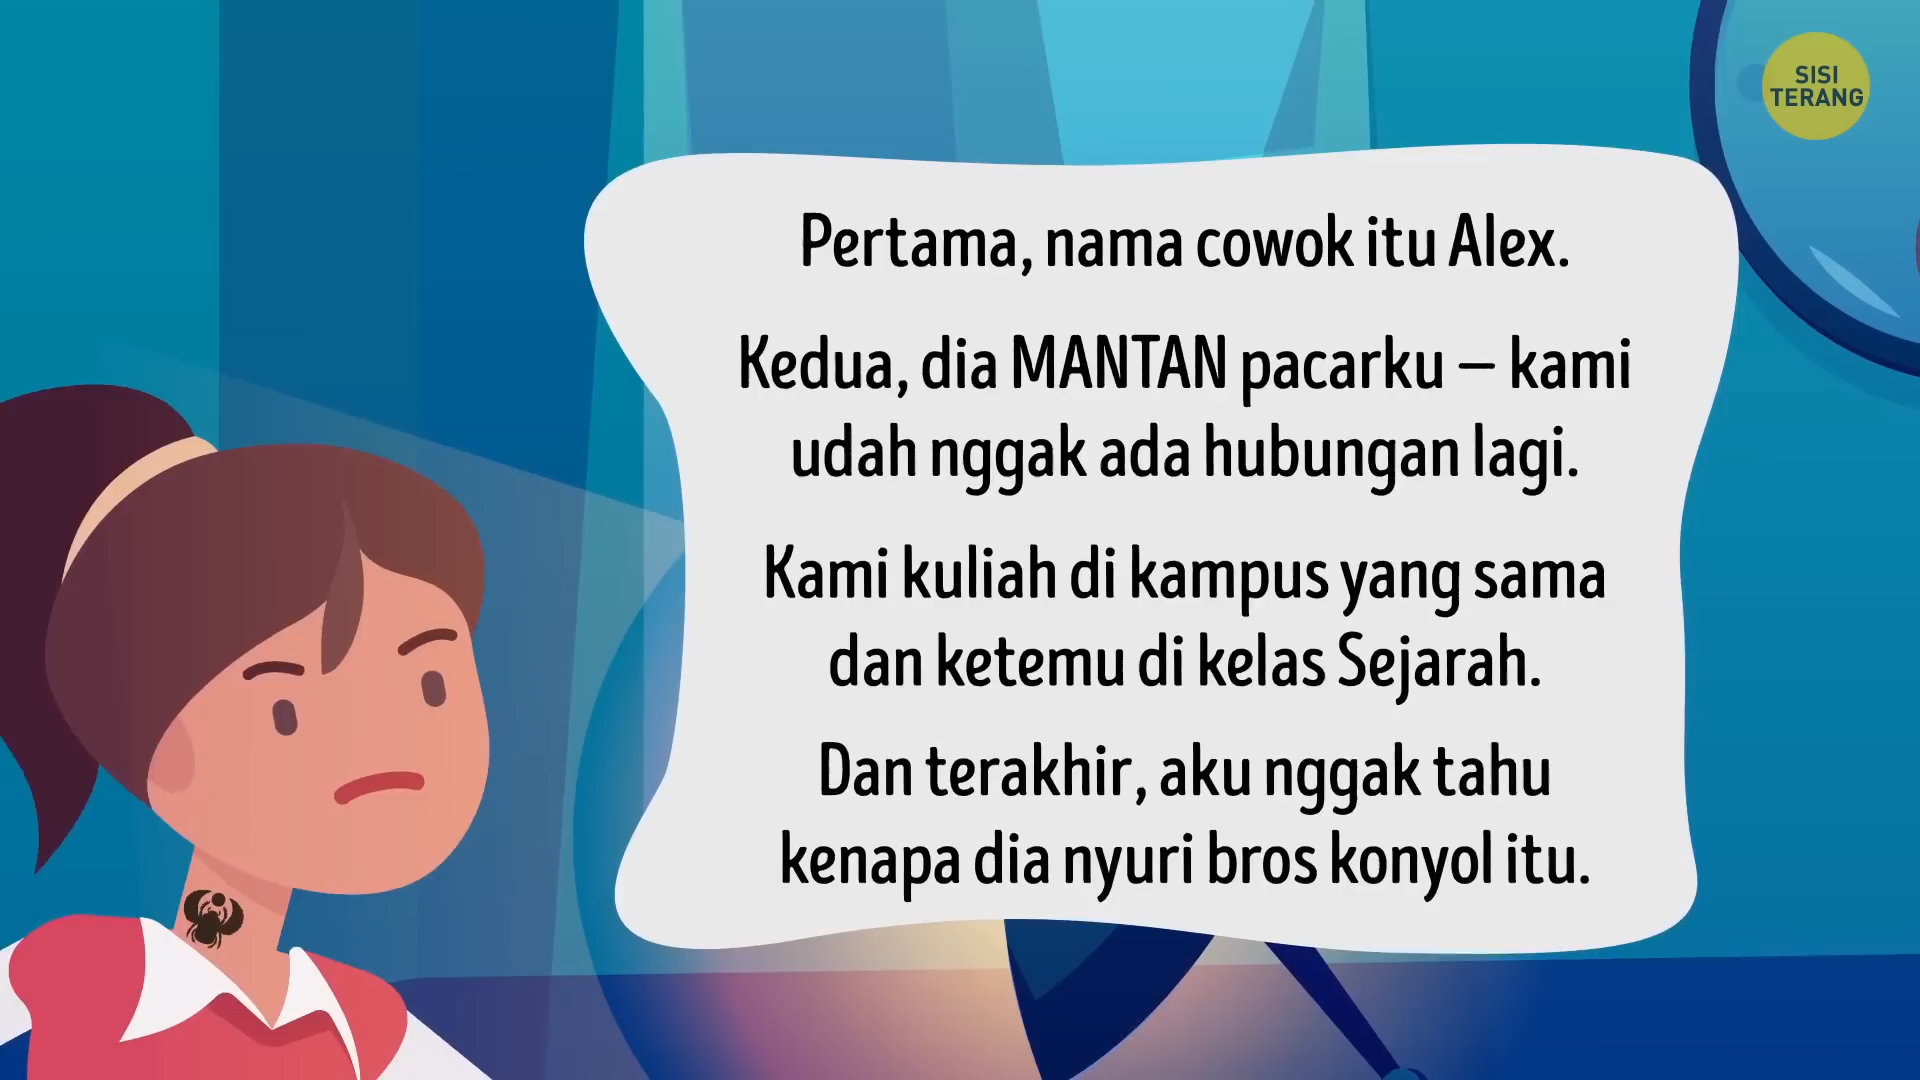 SISI
TERANG
Pertama, nama cowok itu Alex.
Kedua, dia MANTAN pacarku – kami
udah nggak ada hubungan lagi.
Kami kuliah di kampus yang sama
dan ketemu di kelas Sejarah.
Dan terakhir, aku nggak tahu
kenapa dia nyuri bros konyol itu.